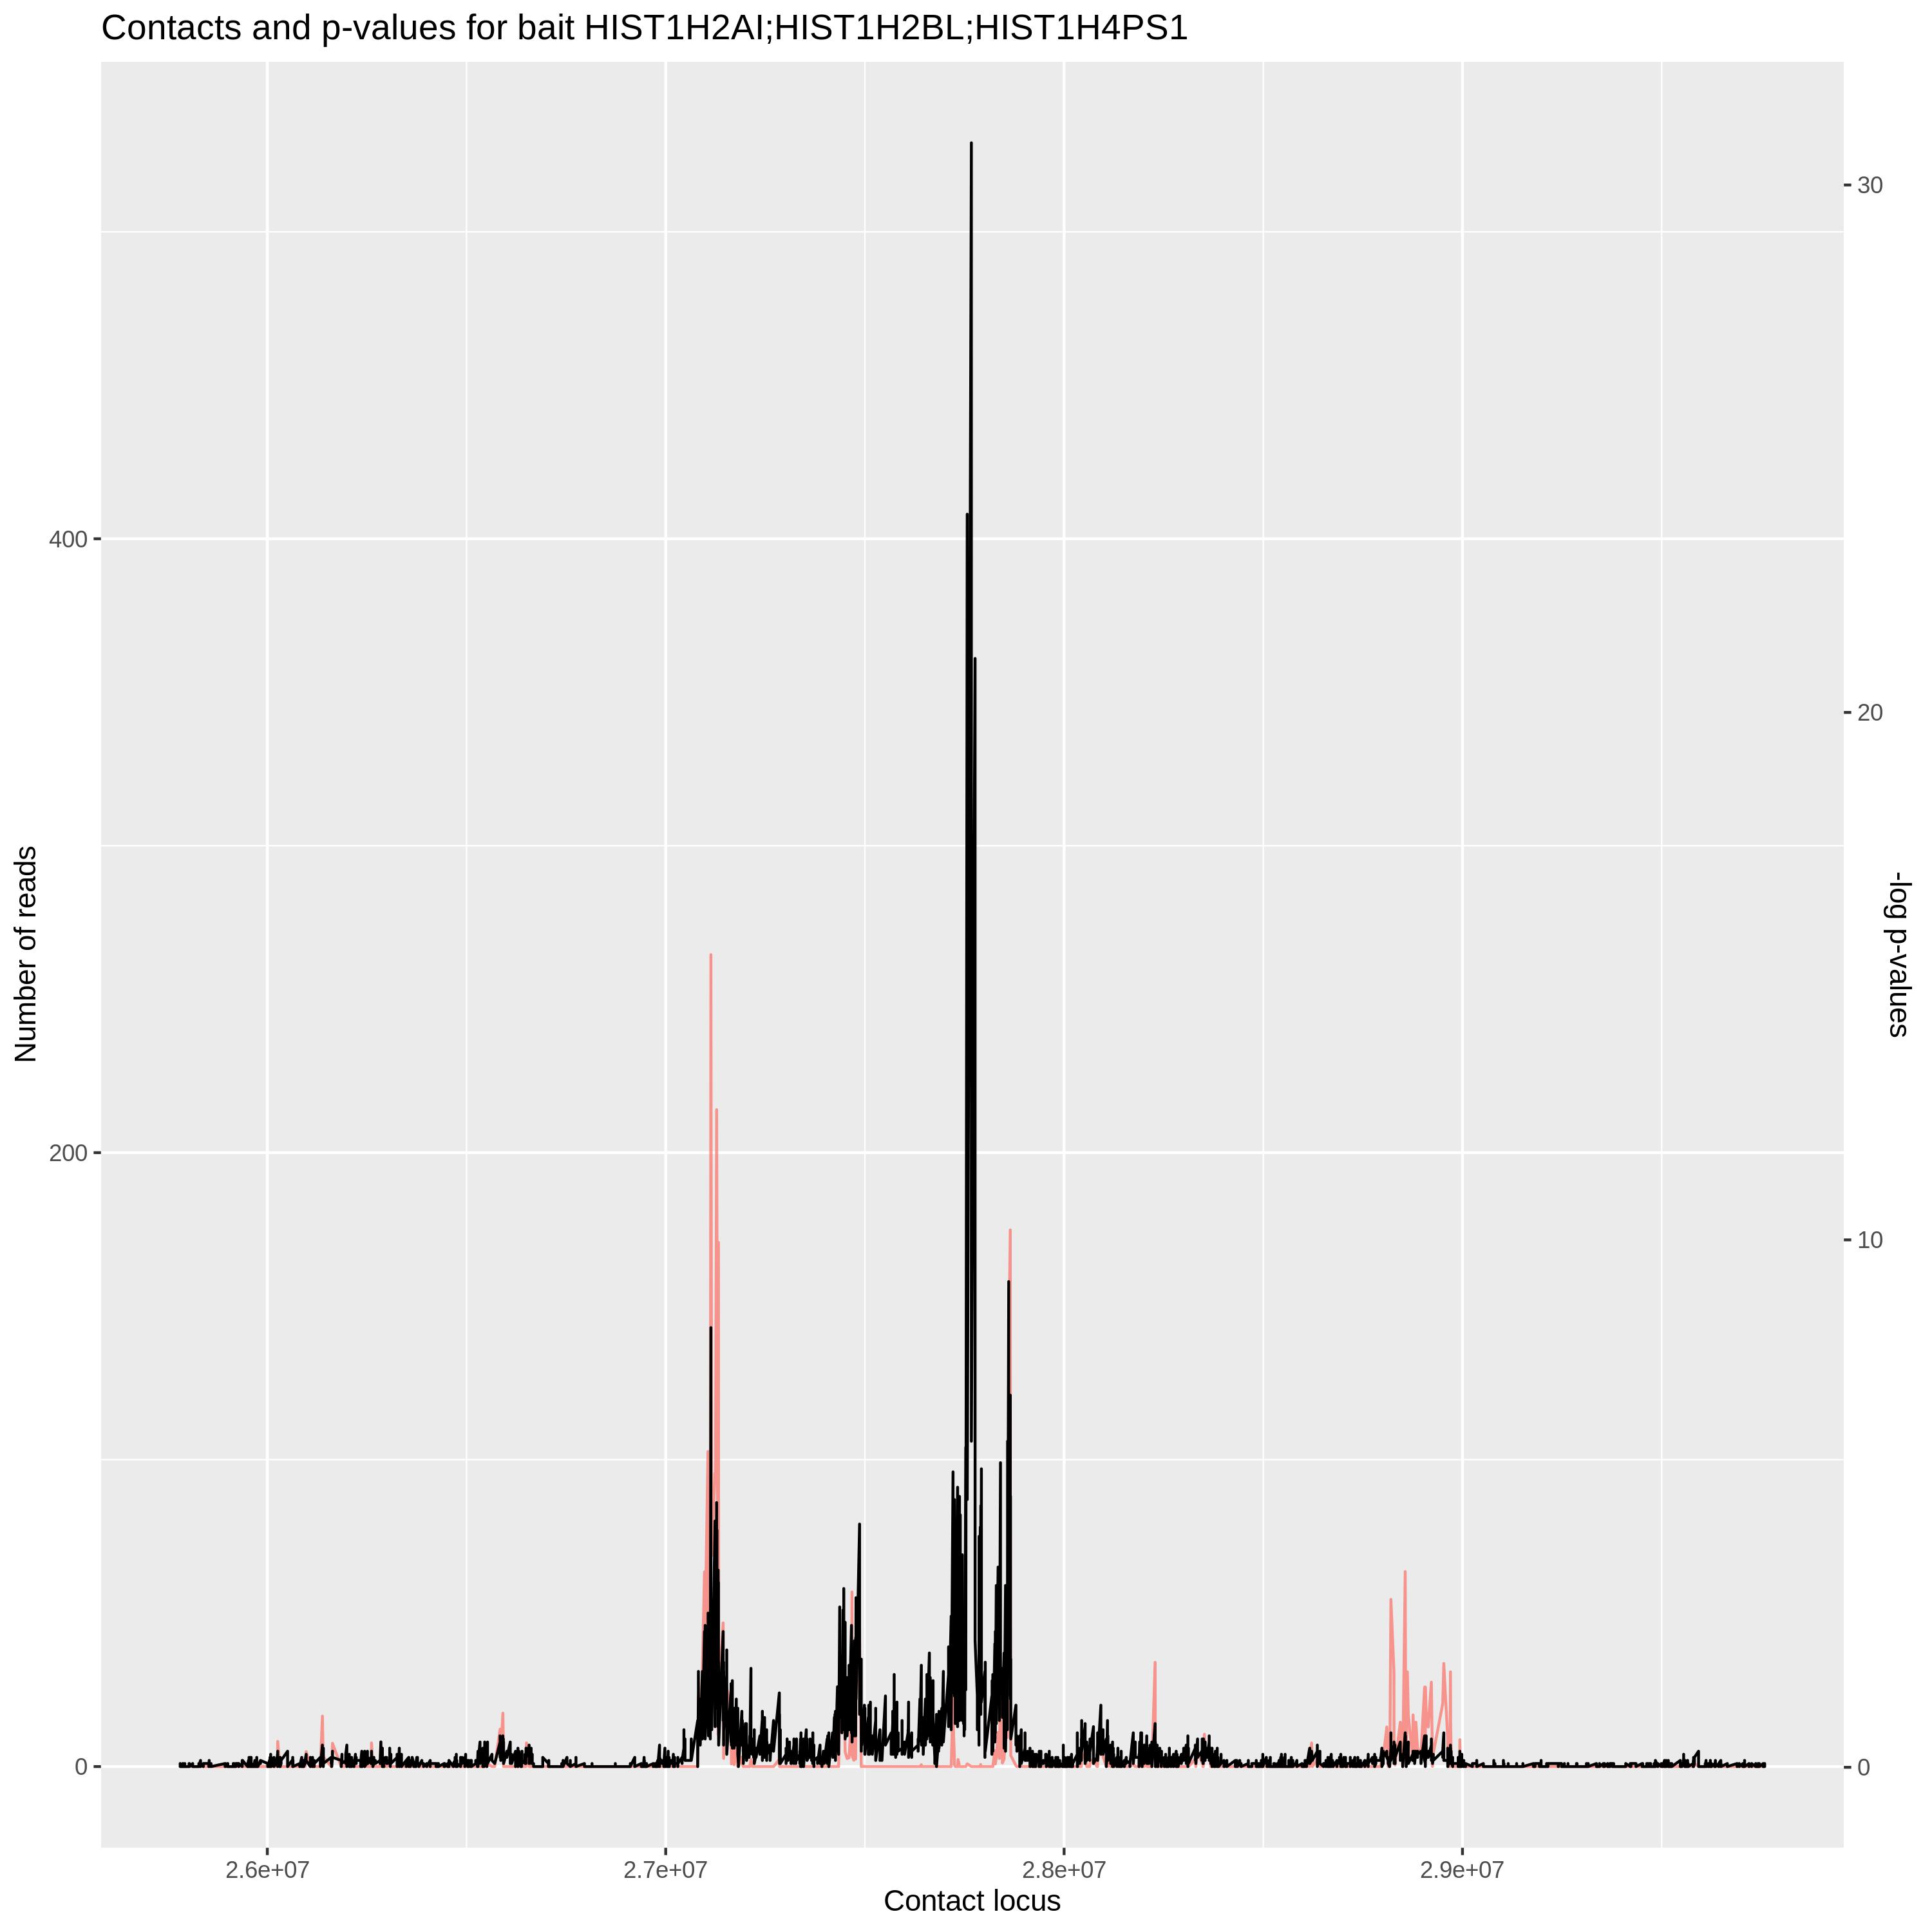 Contacts and p-values for bait HIST1H2AI;HIST1H2BL;HIST1H4PS1
30
400
20
Number of reads
-log p-values
10
200
0
0
2.6e+07
2.7e+07
2.8e+07
2.9e+07
Contact locus